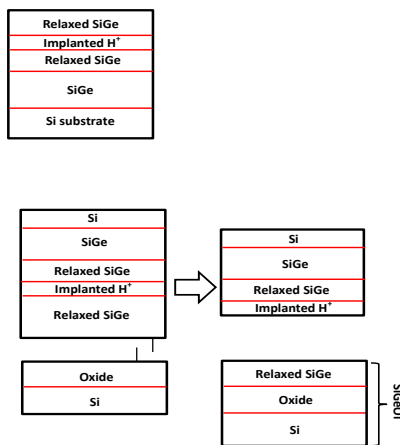 Relaxed SiGe
Implanted H⁺
Relaxed SiGe
SiGe
Si substrate
Si
SiGe
Relaxed SiGe
Implanted H⁺
Relaxed SiGe
Si
SiGe
Relaxed SiGe
Implanted H⁺
Oxide
Si
Relaxed SiGe
Oxide
Si
SiGeOI